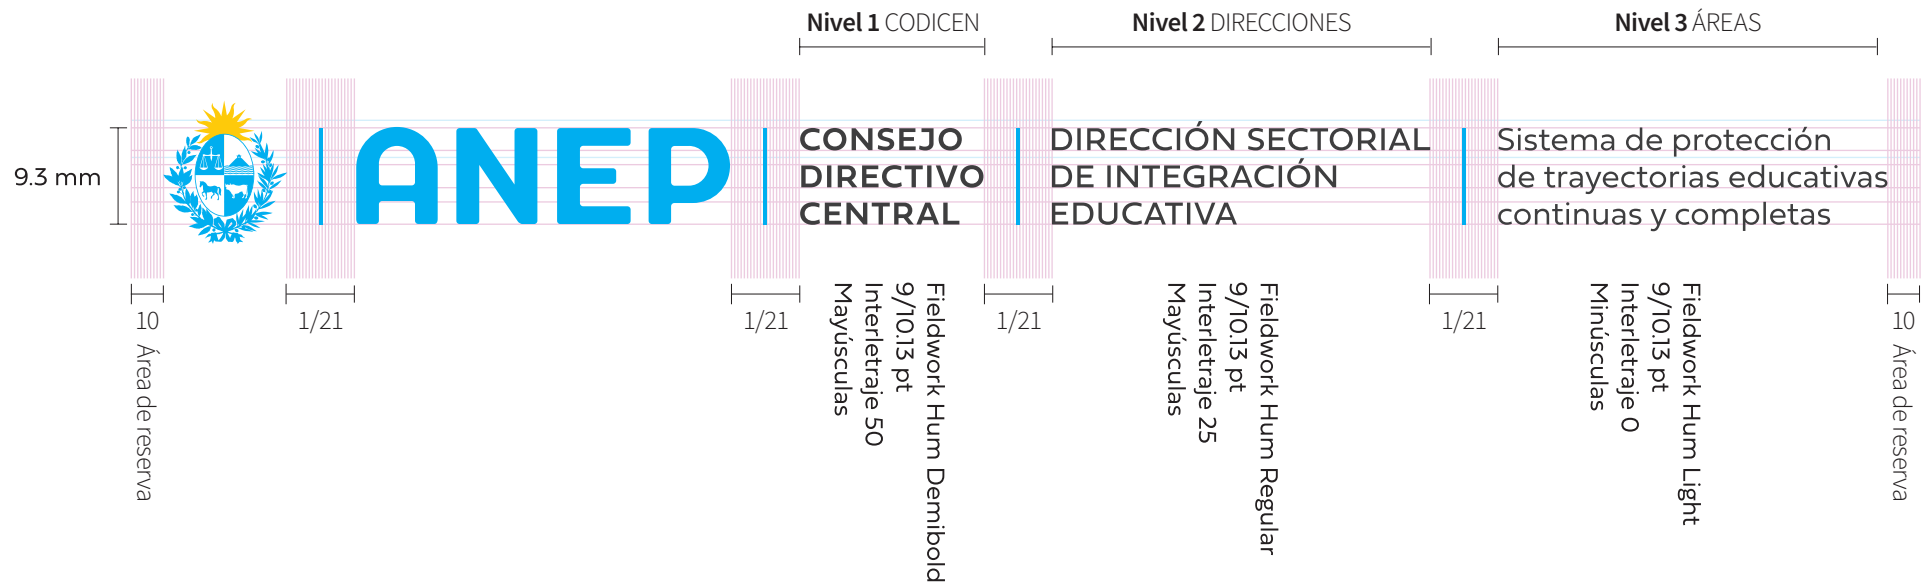 Nivel 1 CODICEN
Nivel 2 DIRECCIONES
Nivel 3 ÁREAS
9.3 mm
ANEP
CONSEJO
DIRECTIVO
CENTRAL
DIRECCIÓN SECTORIAL
DE INTEGRACIÓN
EDUCATIVA
Sistema de protección
de trayectorias educativas
continuas y completas
10
Área de reserva
1/21
1/21
Fieldwork Hum Demibold
9/10.13 pt
Interletraje 50
Mayúsculas
1/21
Fieldwork Hum Regular
9/10.13 pt
Interletraje 25
Mayúsculas
1/21
Fieldwork Hum Light
9/10.13 pt
Interletraje 0
Minúsculas
10
Área de reserva